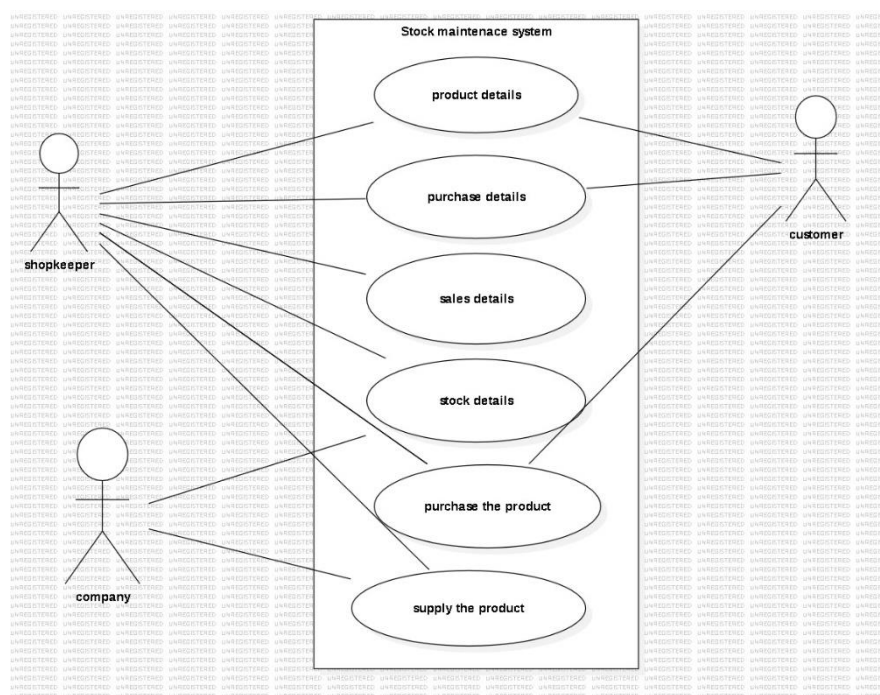 Stock maintenace system
product details
purchase details
customer
shopkeeper
sales details
stock details
purchase the product
company
supply the product
UNREGISTERED